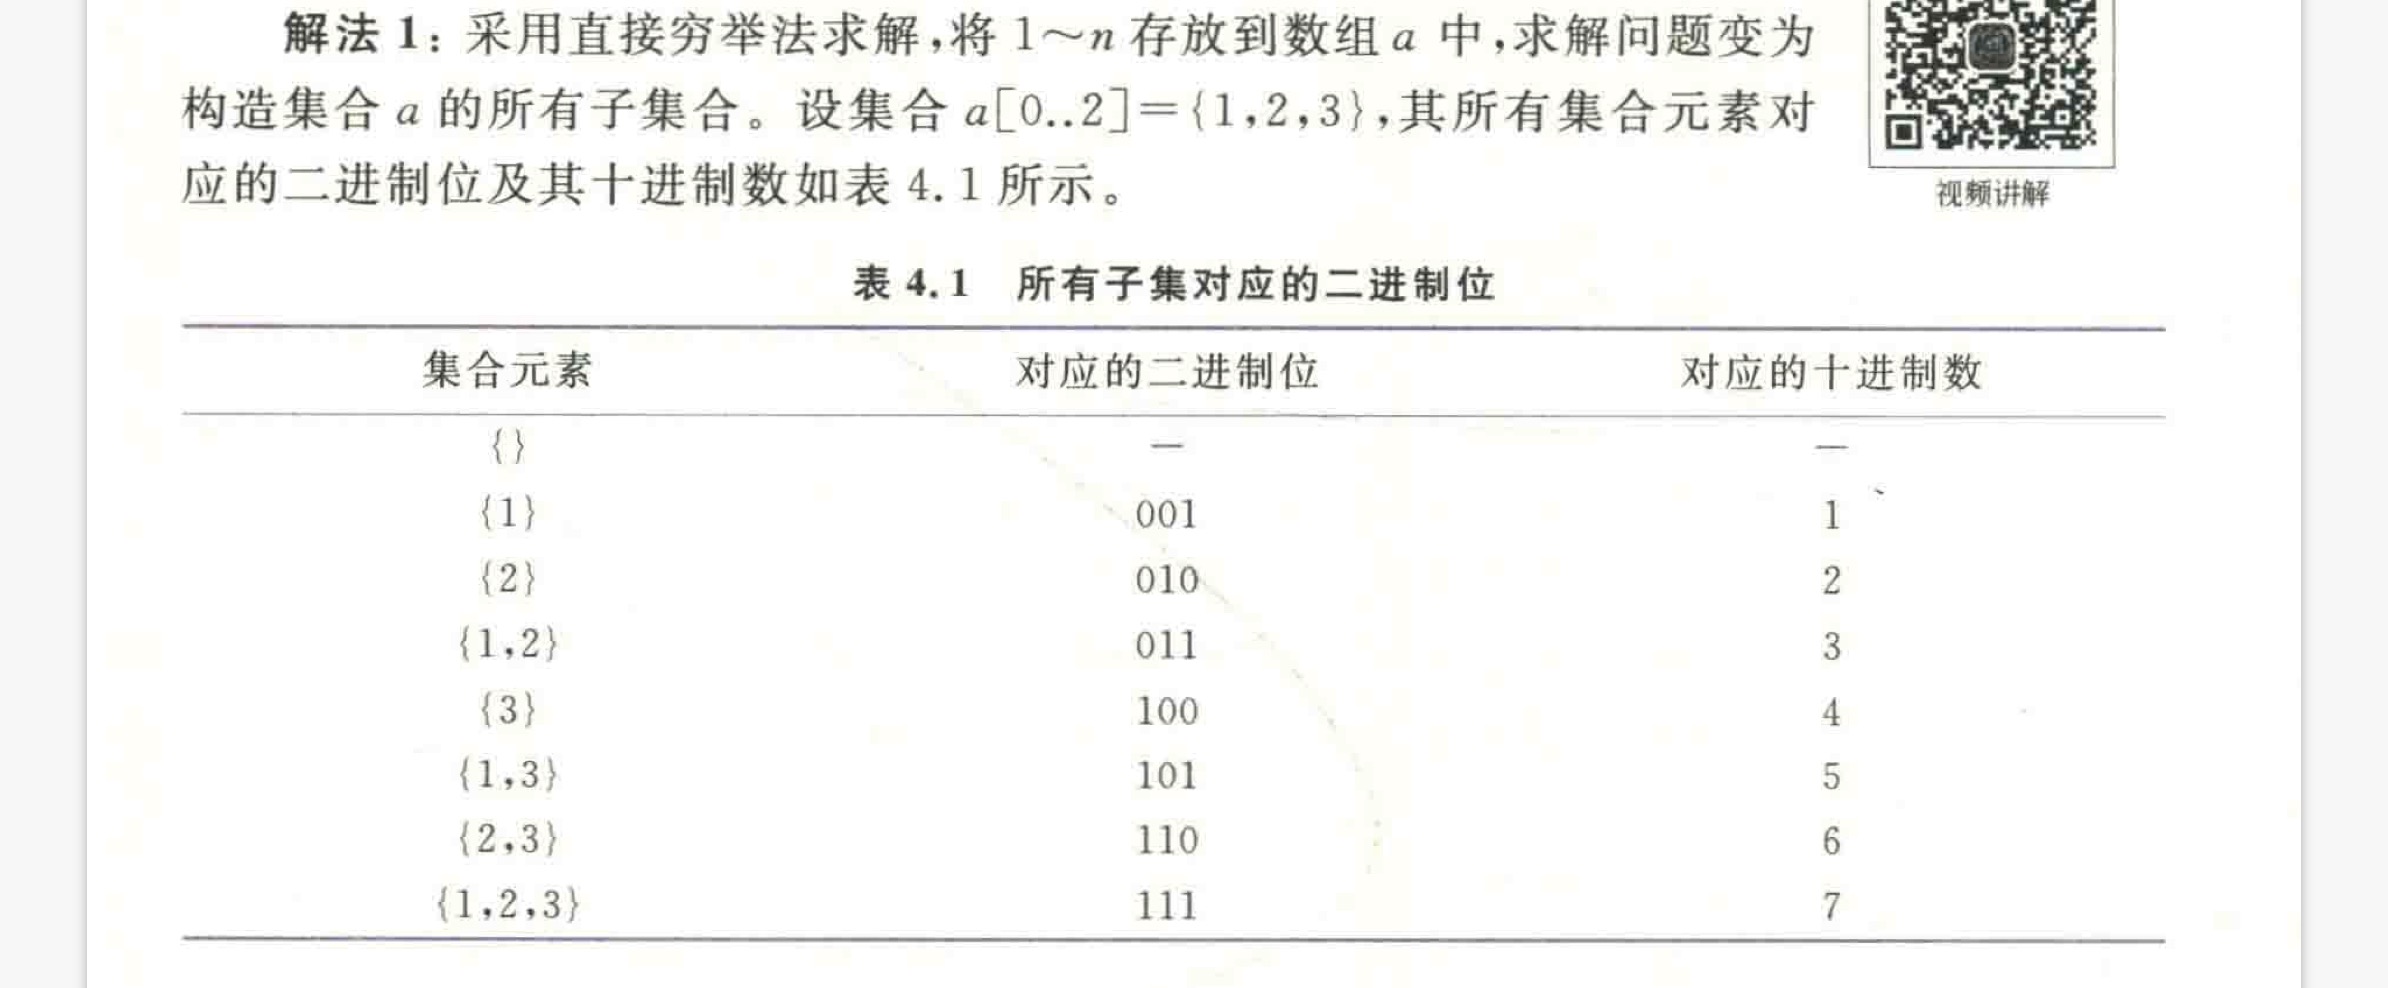 解法 1：采用直接穷举法求解,将 1～n 存放到数组 a 中,求解问题变为
构造集合 a 的所有子集合。设集合 a[0..2]={1,2,3},其所有集合元素对
应的二进制位及其十进制数如表 4.1 所示。
视频讲解
表 4.1 所有子集对应的二进制位
集合元素 对应的二进制位 对应的十进制数
{} — —
{1} 001 1
{2} 010 2
{1,2} 011 3
{3} 100 4
{1,3} 101 5
{2,3} 110 6
{1,2,3} 111 7